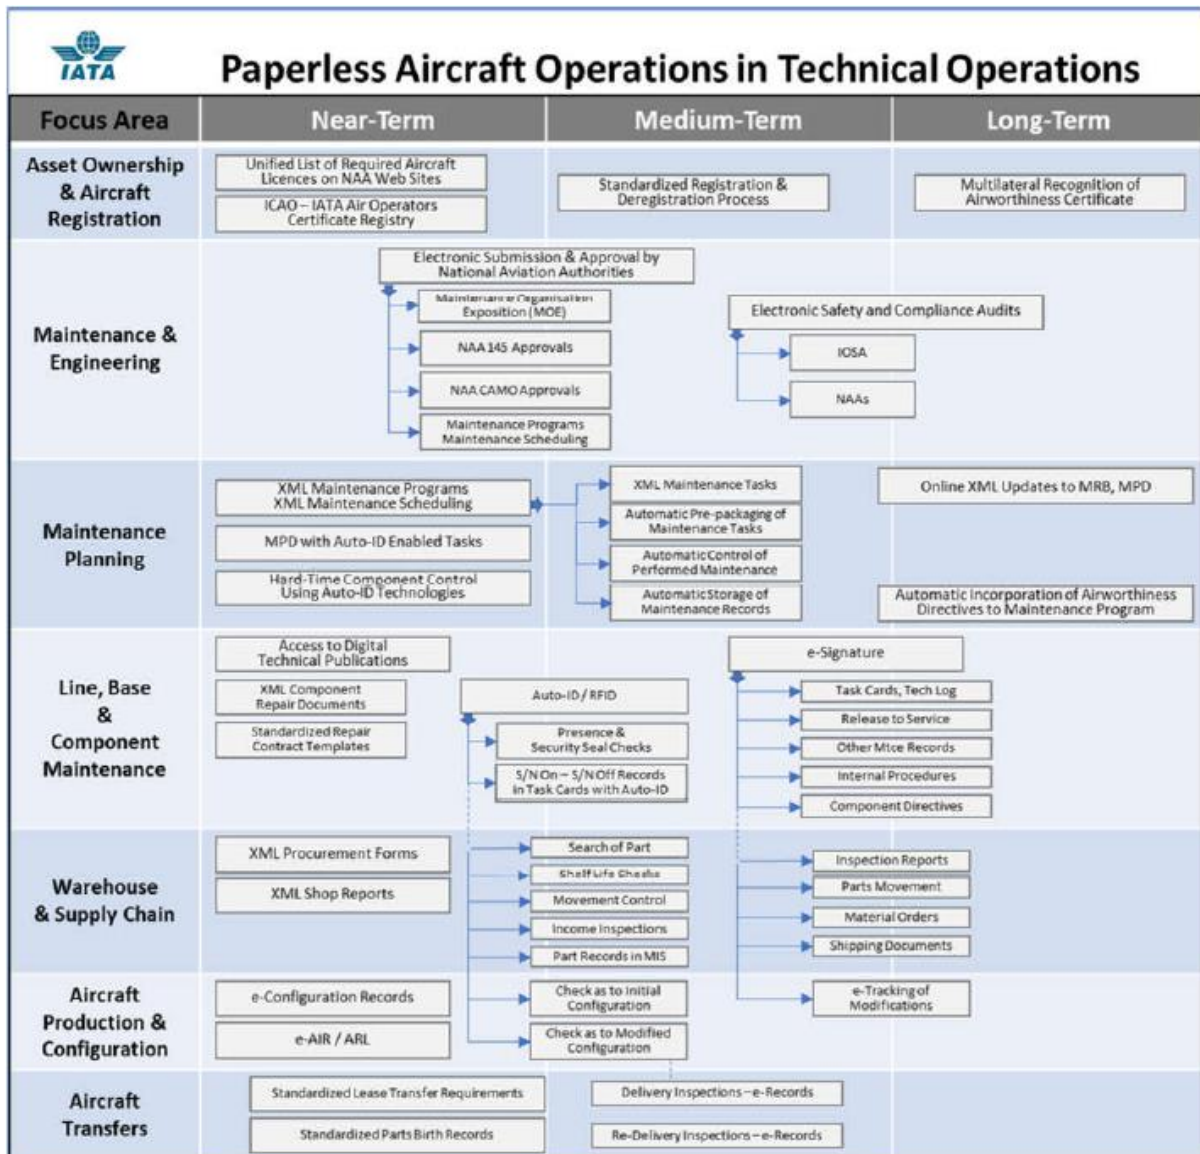 IATA
Paperless Aircraft Operations in Technical Operations
Focus Area
Near-Term
Medium-Term
Long-Term
Asset Ownership
& Aircraft
Registration
Unified List of Required Aircraft
Licences on NAA Web Sites
ICAO – IATA Air Operators
Certificate Registry
Standardized Registration &
Deregistration Process
Multilateral Recognition of
Airworthiness Certificate
Maintenance &
Engineering
Electronic Submission & Approval by
National Aviation Authorities
Maintenance Organisation
Exposition (MOE)
NAA 145 Approvals
NAA CAMO Approvals
Maintenance Programs
Maintenance Scheduling
Electronic Safety and Compliance Audits
IOSA
NAAs
Maintenance
Planning
XML Maintenance Programs
XML Maintenance Scheduling
MPD with Auto-ID Enabled Tasks
Hard-Time Component Control
Using Auto-ID Technologies
XML Maintenance Tasks
Automatic Pre-packaging of
Maintenance Tasks
Automatic Control of
Performed Maintenance
Automatic Storage of
Maintenance Records
Online XML Updates to MRB, MPD
Automatic Incorporation of Airworthiness
Directives to Maintenance Program
Line, Base
&
Component
Maintenance
Access to Digital
Technical Publications
XML Component
Repair Documents
Standardized Repair
Contract Templates
Auto-ID / RFID
Presence &
Security Seal Checks
S/N On – S/N Off Records
in Task Cards with Auto-ID
e-Signature
Task Cards, Tech Log
Release to Service
Other Mtce Records
Internal Procedures
Component Directives
Warehouse
& Supply Chain
XML Procurement Forms
XML Shop Reports
Search of Part
Shelf Life Checks
Movement Control
Income Inspections
Part Records in MIS
Inspection Reports
Parts Movement
Material Orders
Shipping Documents
Aircraft
Production &
Configuration
e-Configuration Records
e-AIR / ARL
Check as to Initial
Configuration
Check as to Modified
Configuration
e-Tracking of
Modifications
Aircraft
Transfers
Standardized Lease Transfer Requirements
Standardized Parts Birth Records
Delivery Inspections – e-Records
Re-Delivery Inspections – e-Records